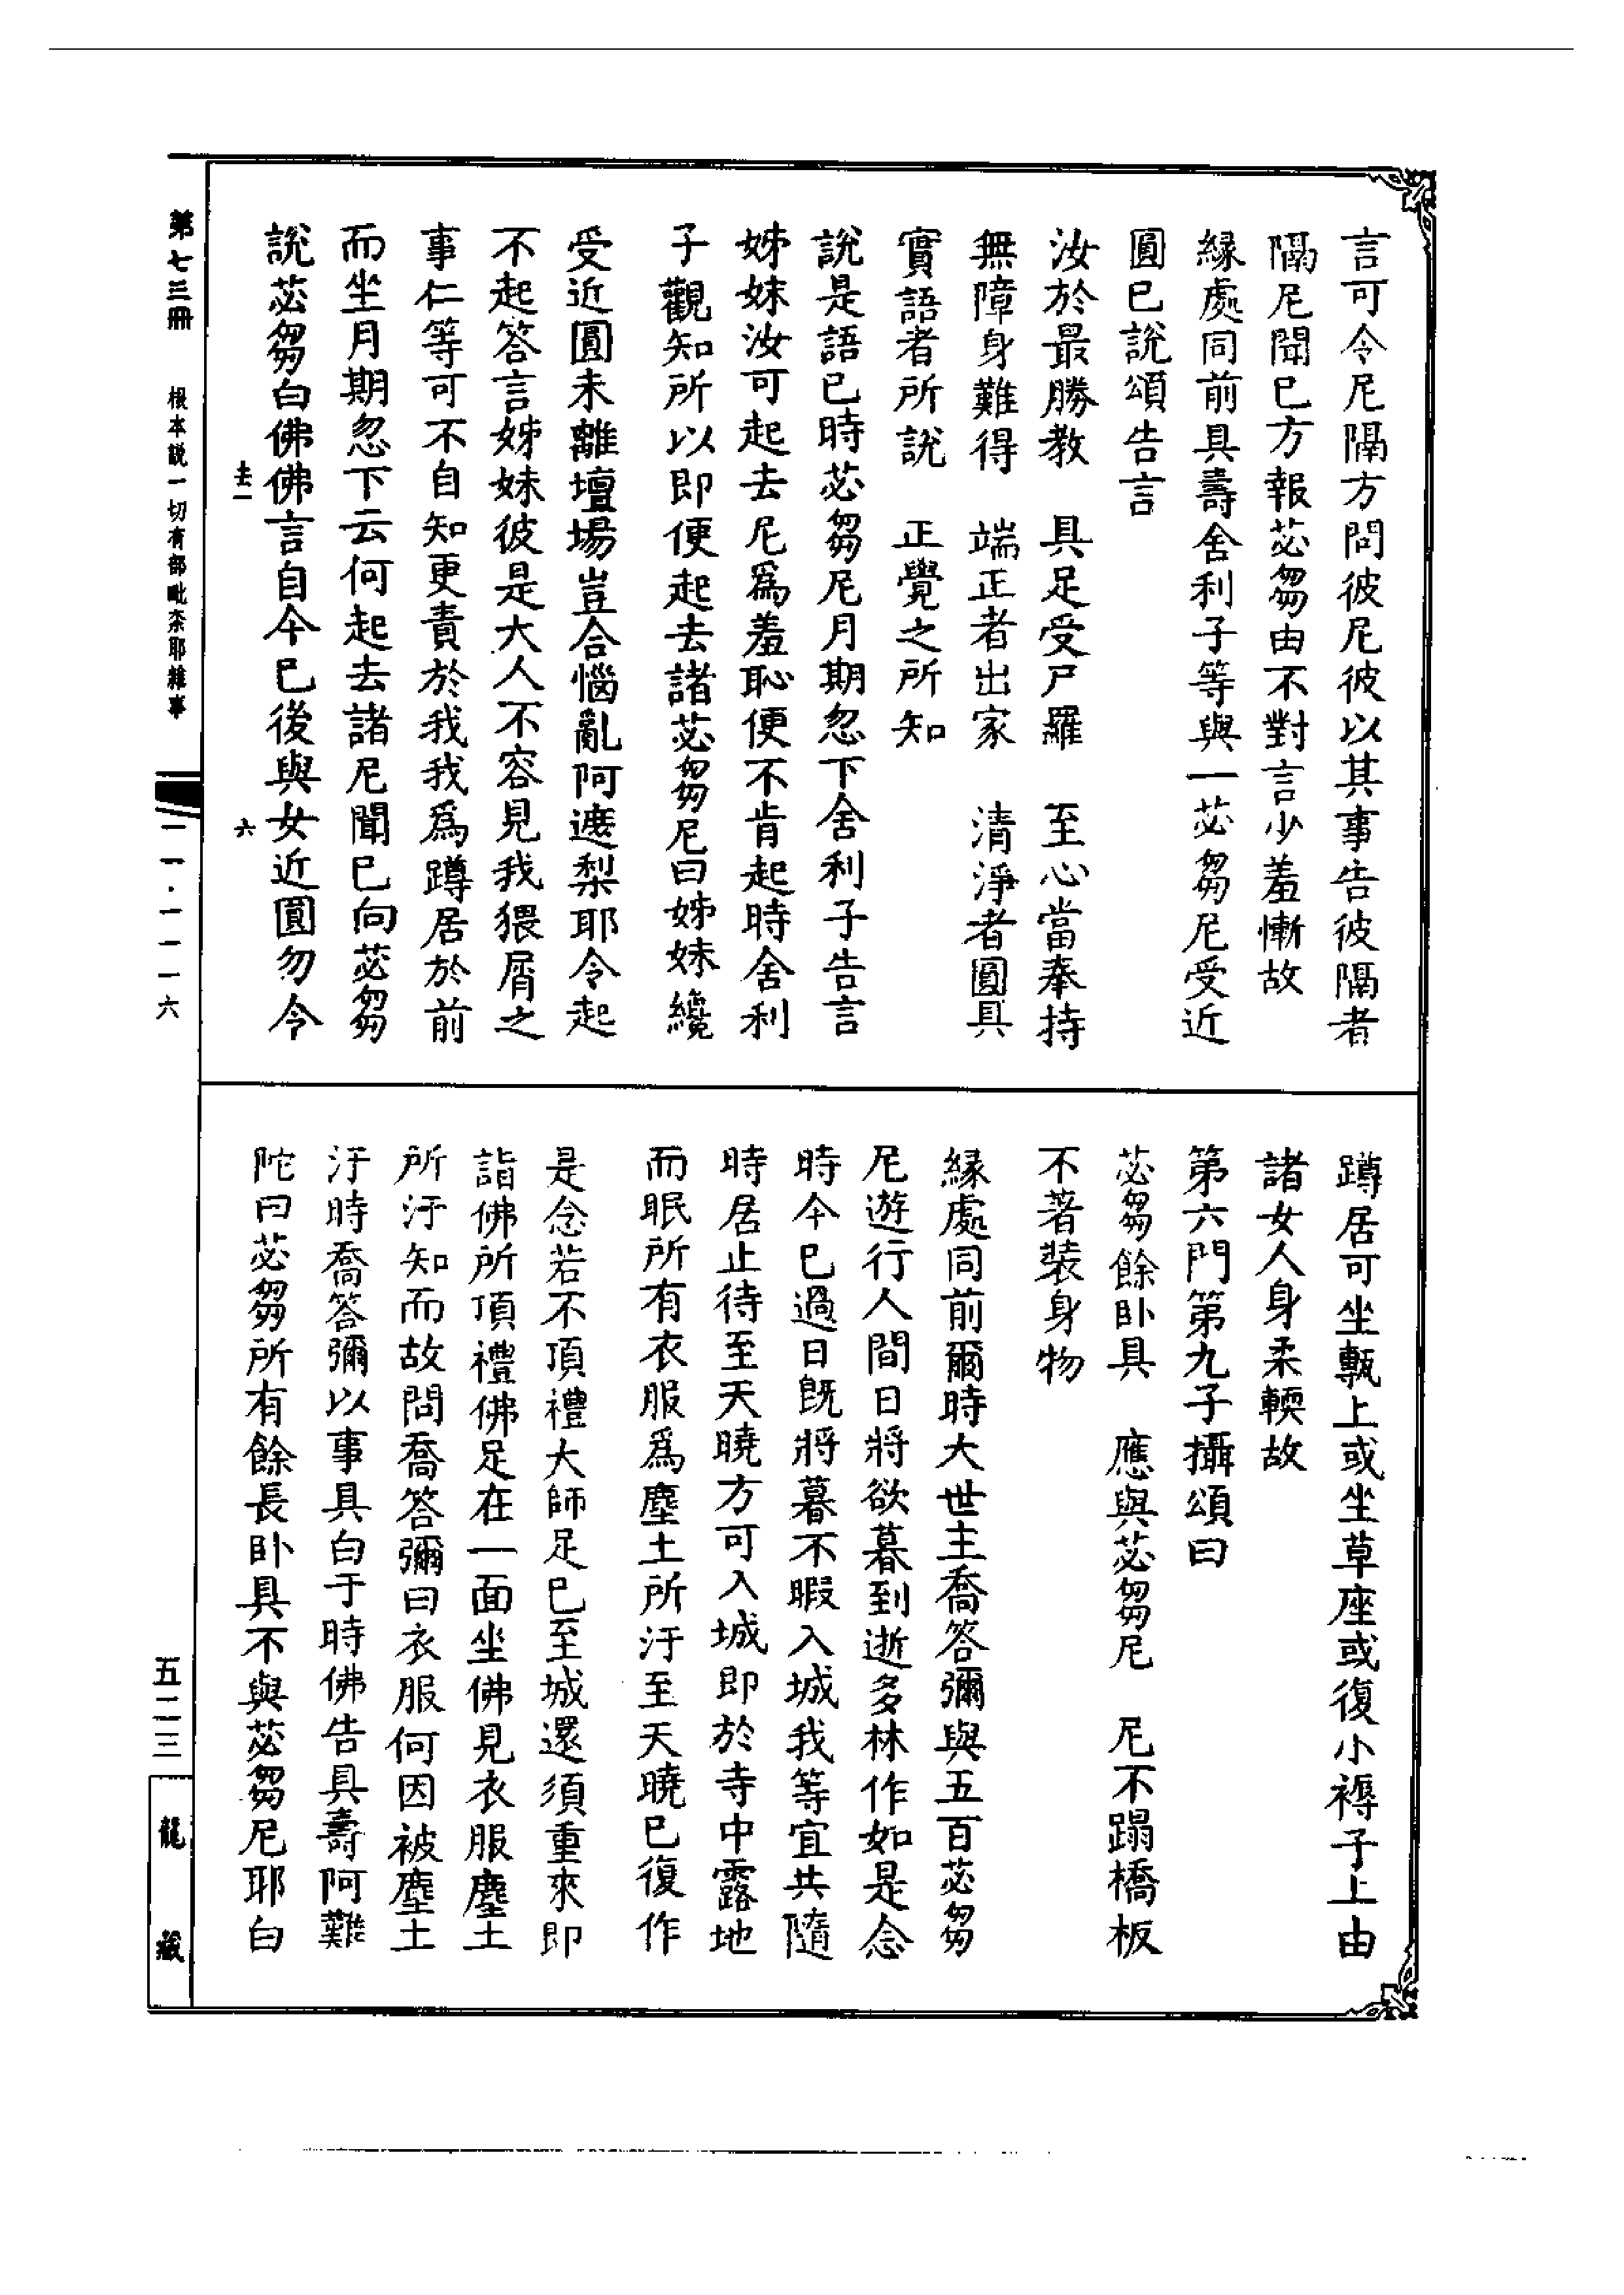 言可令尼隔方問彼尼彼以其事告彼隔者
隔尼聞巳方報苾芻由不對言少羞慚故
縁處同前具壽舍利子等與一苾芻尼受近
圓巳說頌告言
汝於最勝教　具足受尸羅　至心當奉持
無障身難得　端正者出家　清淨者圓具
實語者所說　正覺之所知
說是語已時苾芻尼月期忽下舍利子告言
姊妹汝可起去尼爲羞恥便不肯起時舍利
子觀知所以即便起去諸苾芻尼曰姊妹纔
受近圓未離壇場豈合惱亂阿遮梨耶令起
不起答言姊妹彼是大人不容見我猥屑之
事仁等可不自知更責於我我爲蹲居於前
而坐月期忽下云何起去諸尼聞巳向苾芻
說苾芻白佛佛言自今巳後與女近圓勿令
去一　六
蹲居可坐甎上或坐草座或復小褥子上由
諸女人身柔輭故
第六門第九子攝頌曰
苾芻餘卧具　應與苾芻尼　尼不蹋橋板
不著裝身物
縁處同前爾時大世主喬答彌與五百苾芻
尼遊行人間日將欲暮到逝多林作如是念
時今巳過日旣將暮不暇入城我等宜共隨
時居止待至天曉方可入城即於寺中露地
而眠所有衣服爲塵土所汙至天曉巳復作
是念若不頂禮大師足巳至城還須重來即
詣佛所頂禮佛足在一面坐佛見衣服塵土
所汙知而故問喬答彌曰衣服何因被塵土
汙時喬答彌以事具白于時佛告具壽阿難
陀曰苾芻所有餘長卧具不與苾芻尼耶白
第七三冊　根本説一切有部毗奈耶雜事　一一·一一一六　五二三
龍藏